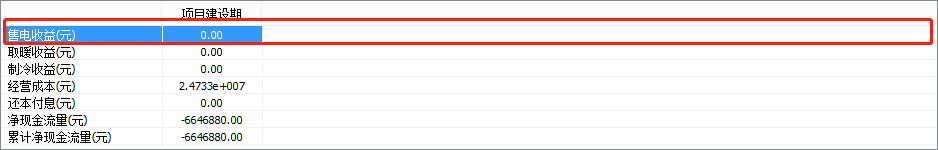 项目建设期
售电收益(元) 0.00
取暖收益(元) 0.00
制冷收益(元) 0.00
经营成本(元) 2.4733e+007
还本付息(元) 0.00
净现金流量(元) -6646880.00
累计净现金流量(元) -6646880.00